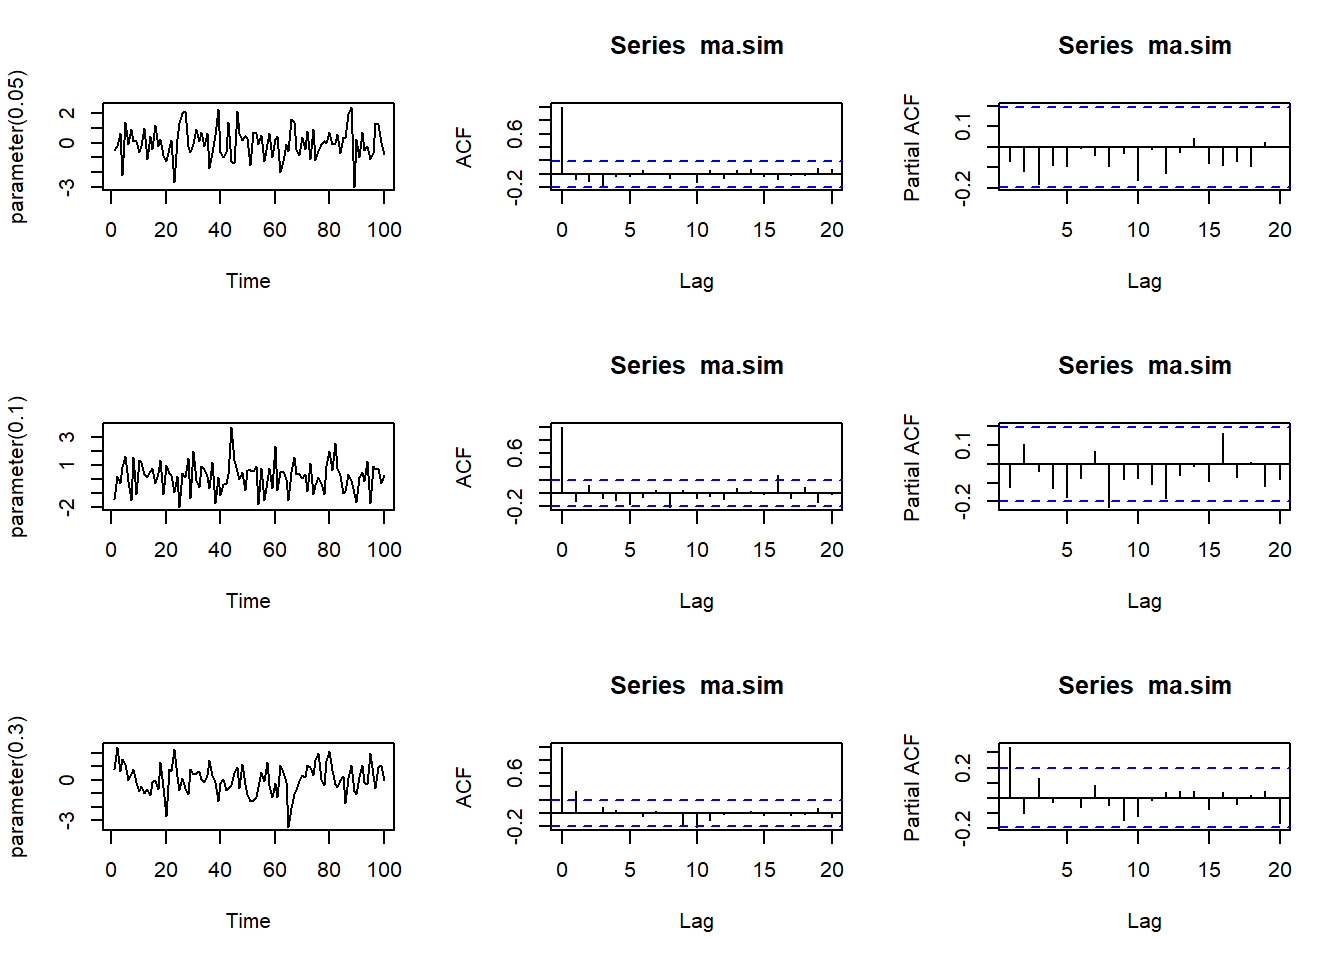 Series  ma.sim
Series  ma.sim
parameter(0.05)
-3 0 2
0 20 40 60 80 100
Time
ACF
-0.2 0.6
0 5 10 15 20
Lag
Partial ACF
-0.2 0.1
5 10 15 20
Lag
Series  ma.sim
Series  ma.sim
parameter(0.1)
-2 1 3
0 20 40 60 80 100
Time
ACF
-0.2 0.6
0 5 10 15 20
Lag
Partial ACF
-0.2 0.1
5 10 15 20
Lag
Series  ma.sim
Series  ma.sim
parameter(0.3)
-3 0
0 20 40 60 80 100
Time
ACF
-0.2 0.6
0 5 10 15 20
Lag
Partial ACF
-0.2 0.2
5 10 15 20
Lag